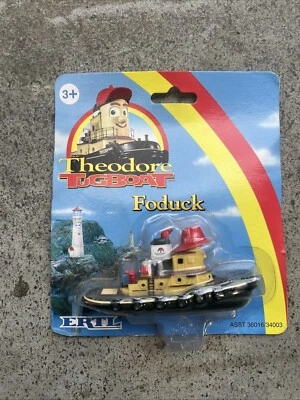 3+
Theodore
TUGBOAT
Foduck
ERTL
ASST 36016/34003